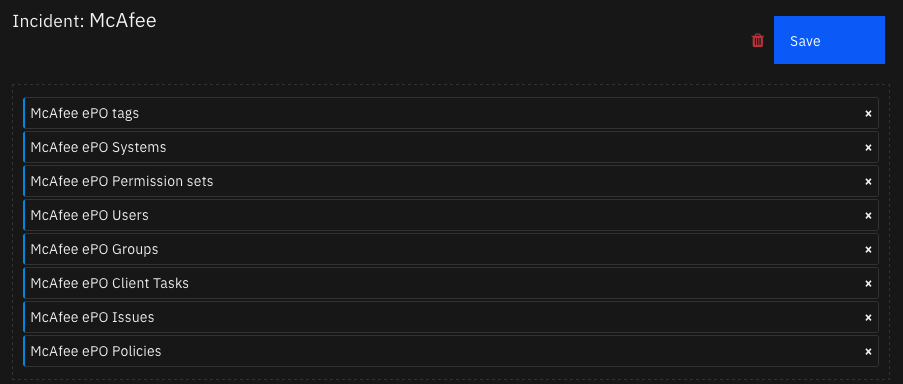 Incident: McAfee
Save
McAfee ePO tags ×
McAfee ePO Systems ×
McAfee ePO Permission sets ×
McAfee ePO Users ×
McAfee ePO Groups ×
McAfee ePO Client Tasks ×
McAfee ePO Issues ×
McAfee ePO Policies ×